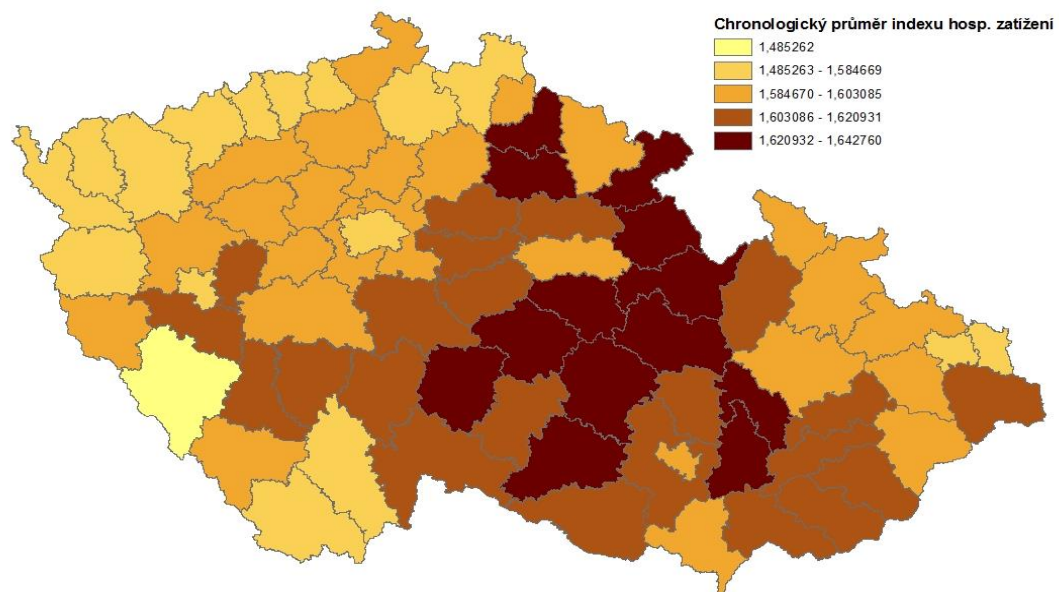 Chronologický průměr indexu hosp. zatížení
1,485262
1,485263 - 1,584669
1,584670 - 1,603085
1,603086 - 1,620931
1,620932 - 1,642760